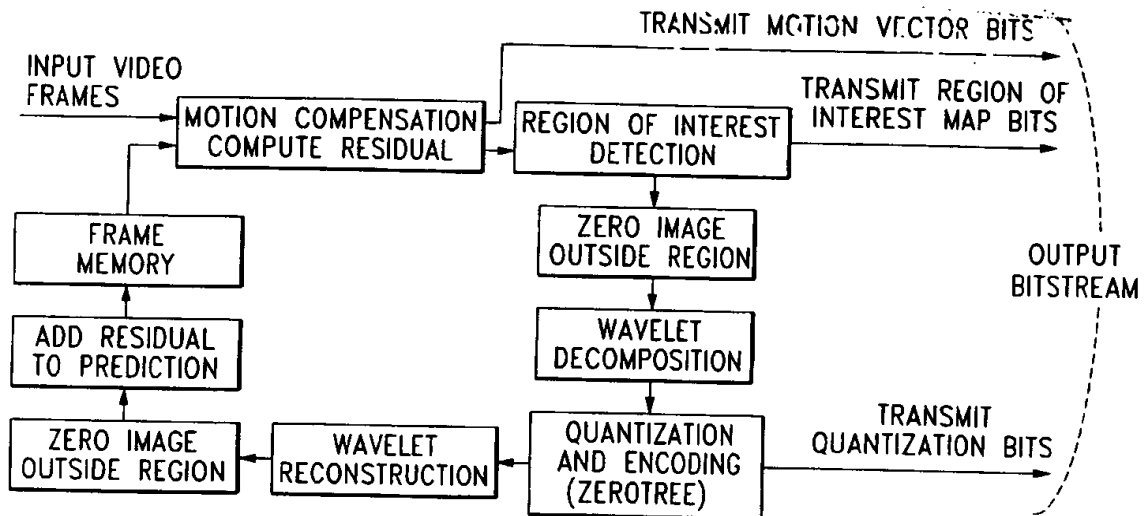 TRANSMIT MOTION VECTOR BITS
INPUT VIDEO
FRAMES
TRANSMIT REGION OF
INTEREST MAP BITS
MOTION COMPENSATION
COMPUTE RESIDUAL
REGION OF INTEREST
DETECTION
ZERO IMAGE
OUTSIDE REGION
FRAME
MEMORY
OUTPUT
BITSTREAM
WAVELET
DECOMPOSITION
ADD RESIDUAL
TO PREDICTION
TRANSMIT
QUANTIZATION BITS
ZERO IMAGE
OUTSIDE REGION
WAVELET
RECONSTRUCTION
QUANTIZATION
AND ENCODING
(ZEROTREE)